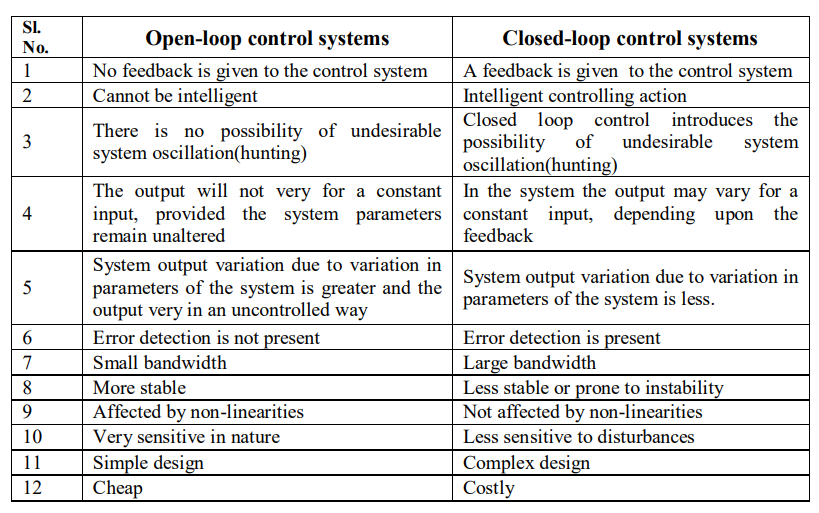 Sl.
No.
Open-loop control systems
Closed-loop control systems
1
No feedback is given to the control system
A feedback is given to the control system
2
Cannot be intelligent
Intelligent controlling action
3
There is no possibility of undesirable
system oscillation(hunting)
Closed loop control introduces the
possibility of undesirable system
oscillation(hunting)
4
The output will not very for a constant
input, provided the system parameters
remain unaltered
In the system the output may vary for a
constant input, depending upon the
feedback
5
System output variation due to variation in
parameters of the system is greater and the
output very in an uncontrolled way
System output variation due to variation in
parameters of the system is less.
6
Error detection is not present
Error detection is present
7
Small bandwidth
Large bandwidth
8
More stable
Less stable or prone to instability
9
Affected by non-linearities
Not affected by non-linearities
10
Very sensitive in nature
Less sensitive to disturbances
11
Simple design
Complex design
12
Cheap
Costly